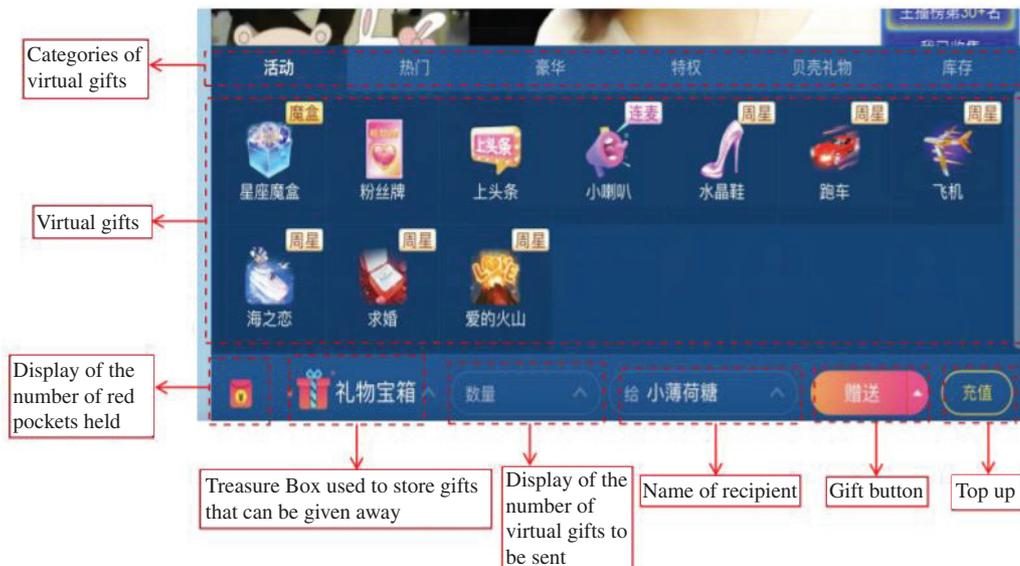 主播榜第30+名
Categories of
virtual gifts
活动
热门
豪华
特权
贝壳礼物
库存
魔盒
连麦
周星
周星
周星
星座魔盒
粉丝牌
上头条
上头条
小喇叭
水晶鞋
跑车
飞机
Virtual gifts
周星
周星
周星
LOVE
海之恋
求婚
爱的火山
Display of the
number of red
pockets held
¥
礼物宝箱
数量
给 小薄荷糖
赠送
充值
Treasure Box used to store gifts
that can be given away
Display of the
number of
virtual gifts to
be sent
Name of recipient
Gift button
Top up